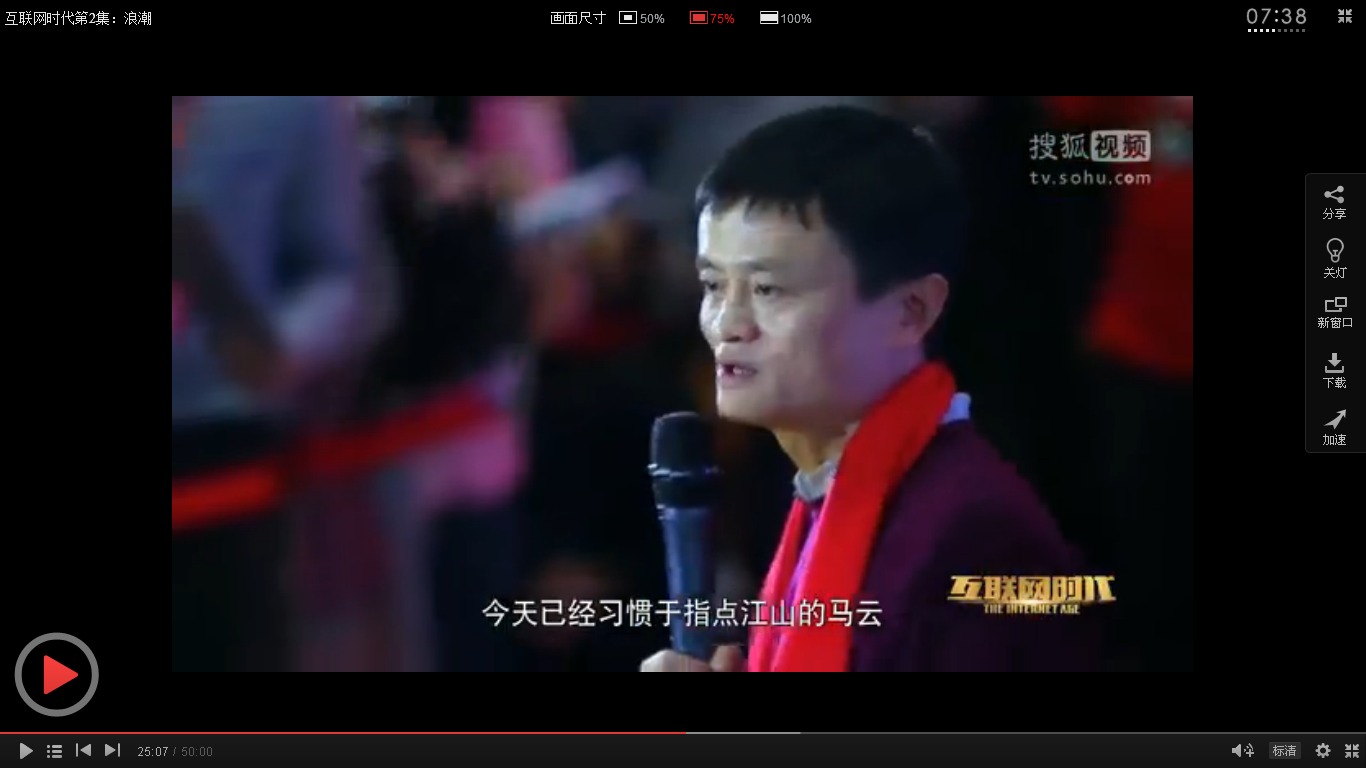 互联网时代第2集：浪潮
画面尺寸 50% 75% 100%
07:38
搜狐视频
tv.sohu.com
分享
关灯
新窗口
下载
加速
互联网时代
THE INTERNET AGE
今天已经习惯于指点江山的马云
25:07 / 50:00
标清